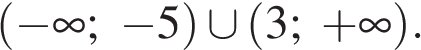 (−∞; −5) ∪ (3; +∞).